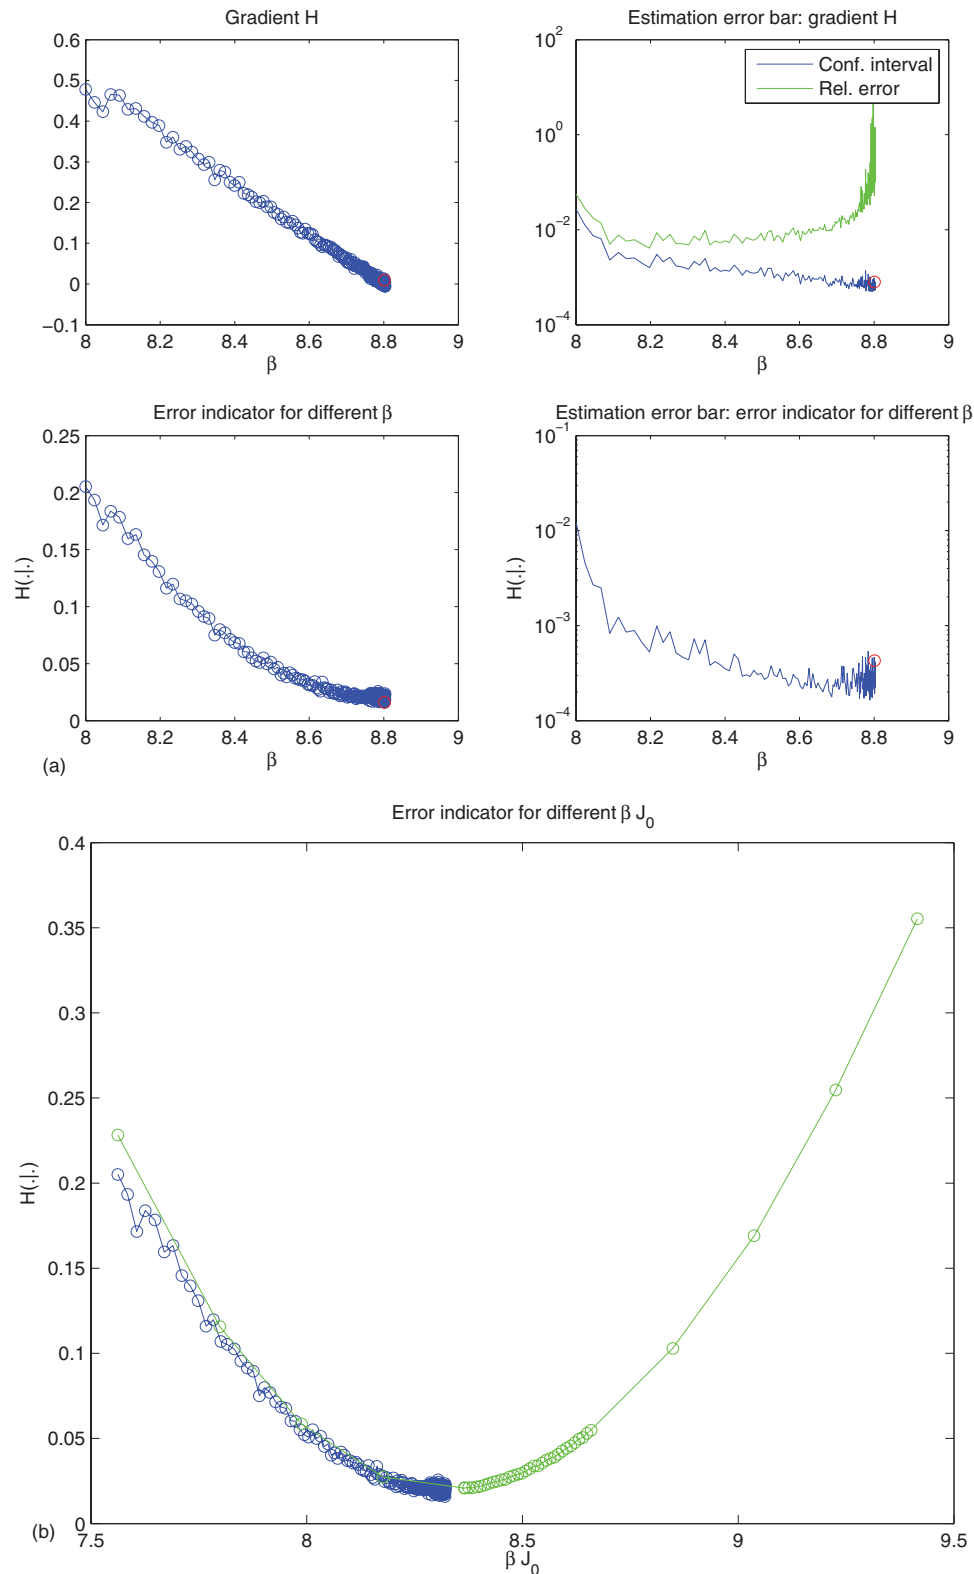 Gradient H
0.6
0.5
0.4
0.3
0.2
0.1
0
−0.1
8 8.2 8.4 8.6 8.8 9
β
Estimation error bar: gradient H
10^2
10^0
10^−2
10^−4
Conf. interval
Rel. error
8 8.2 8.4 8.6 8.8 9
β
Error indicator for different β
H(.|.)
0.25
0.2
0.15
0.1
0.05
0
8 8.2 8.4 8.6 8.8 9
β
(a)
Estimation error bar: error indicator for different β
H(.|.)
10^−1
10^−2
10^−3
10^−4
8 8.2 8.4 8.6 8.8 9
β
Error indicator for different β J_0
H(.|.)
0.4
0.35
0.3
0.25
0.2
0.15
0.1
0.05
0
7.5 8 8.5 9 9.5
β J_0
(b)